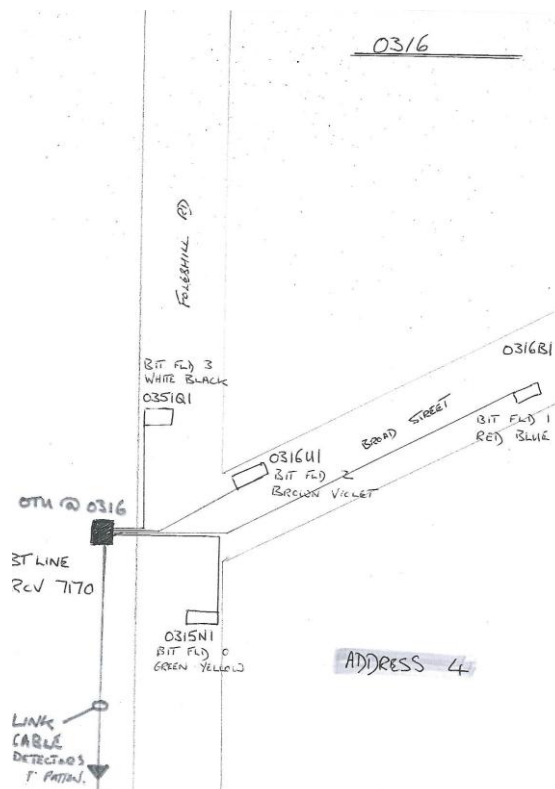 0316
FOLESHILL RD
BIT FLD 3
WHITE BLACK
0351Q1
0316B1
BROAD STREET
BIT FLD 1
RED BLUE
0316U1
BIT FLD 2
BROWN VIOLET
OTU @ 0316
BT LINE
RCV 7170
0315N1
BIT FLD 0
GREEN YELLOW
ADDRESS 4
LINK
CABLE
DETECTORS